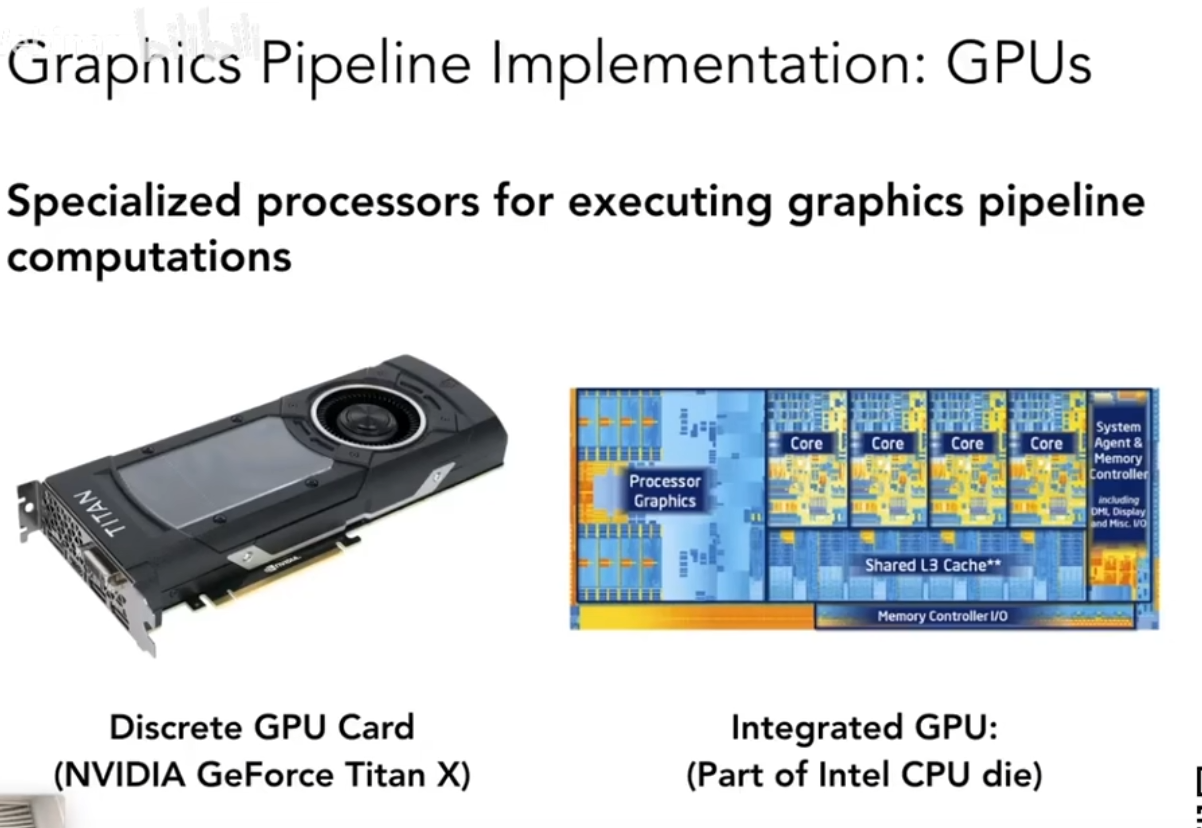 Graphics Pipeline Implementation: GPUs
Specialized processors for executing graphics pipeline
computations
TITAN
NVIDIA
Processor
Graphics
Core
Core
Core
Core
System
Agent &
Memory
Controller
including
DMI, Display
and Misc. I/O
Shared L3 Cache**
Memory Controller I/O
Discrete GPU Card
(NVIDIA GeForce Titan X)
Integrated GPU:
(Part of Intel CPU die)